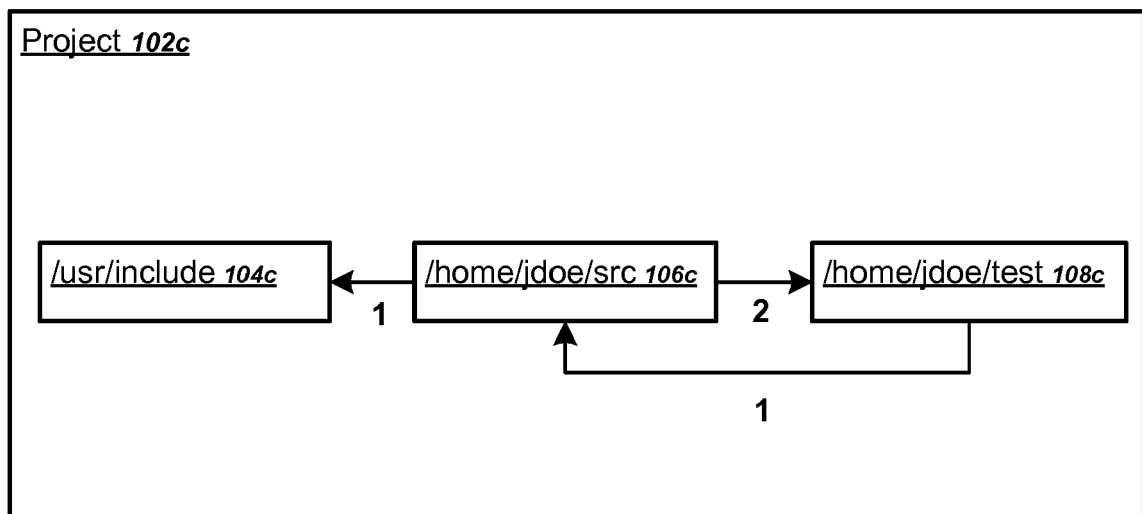 Project 102c
/usr/include 104c
/home/jdoe/src 106c
/home/jdoe/test 108c
1
2
1